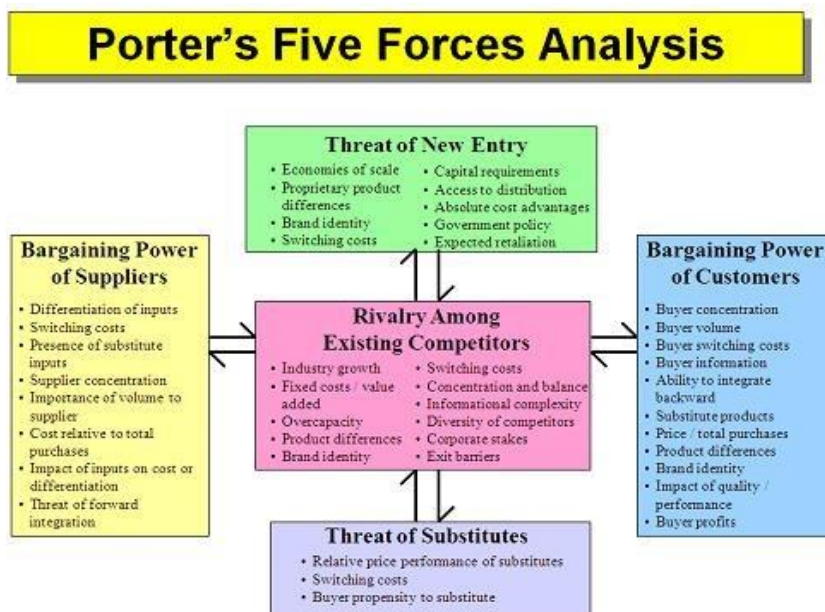 Porter's Five Forces Analysis
Threat of New Entry
• Economies of scale
• Proprietary product
differences
• Brand identity
• Switching costs
• Capital requirements
• Access to distribution
• Absolute cost advantages
• Government policy
• Expected retaliation
Bargaining Power
of Suppliers
• Differentiation of inputs
• Switching costs
• Presence of substitute
inputs
• Supplier concentration
• Importance of volume to
supplier
• Cost relative to total
purchases
• Impact of inputs on cost or
differentiation
• Threat of forward
integration
Rivalry Among
Existing Competitors
• Industry growth
• Fixed costs / value
added
• Overcapacity
• Product differences
• Brand identity
• Switching costs
• Concentration and balance
• Informational complexity
• Diversity of competitors
• Corporate stakes
• Exit barriers
Bargaining Power
of Customers
• Buyer concentration
• Buyer volume
• Buyer switching costs
• Buyer information
• Ability to integrate
backward
• Substitute products
• Price / total purchases
• Product differences
• Brand identity
• Impact of quality /
performance
• Buyer profits
Threat of Substitutes
• Relative price performance of substitutes
• Switching costs
• Buyer propensity to substitute